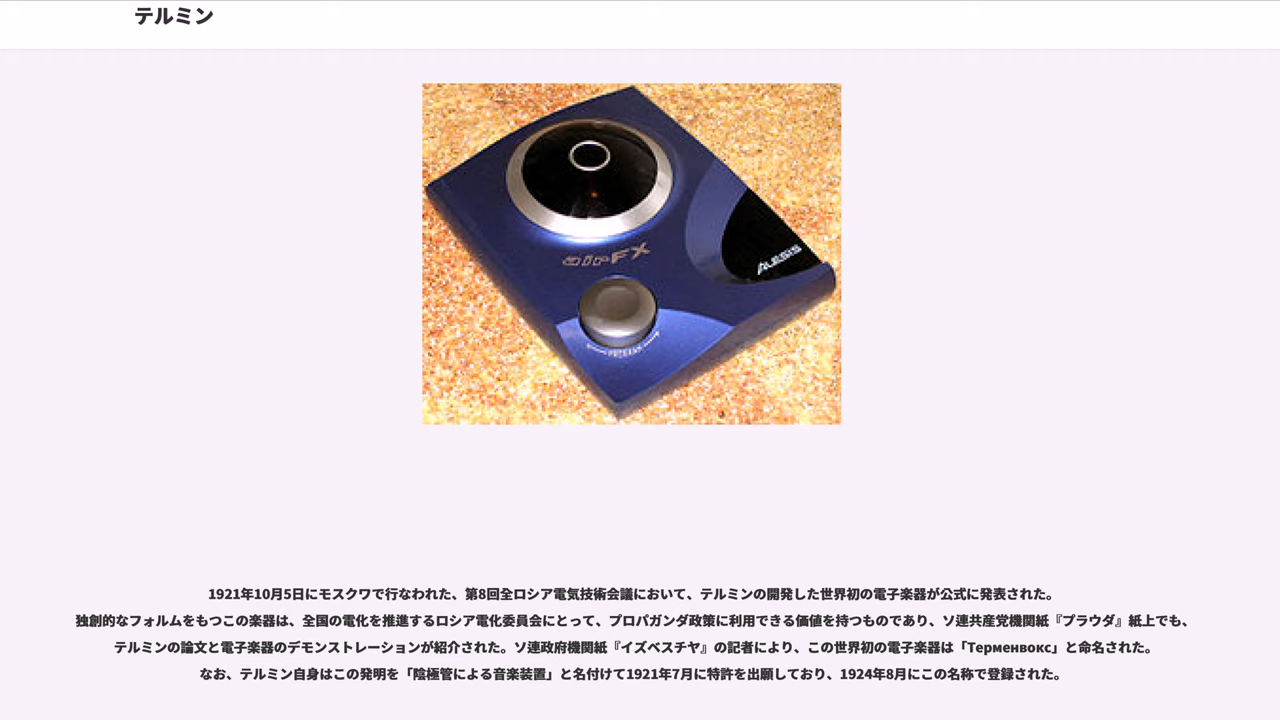 テルミン
airFX
ALESIS
PROGRAM
1921年10月5日にモスクワで行なわれた、第8回全ロシア電気技術会議において、テルミンの開発した世界初の電子楽器が公式に発表された。
独創的なフォルムをもつこの楽器は、全国の電化を推進するロシア電化委員会にとって、プロパガンダ政策に利用できる価値を持つものであり、ソ連共産党機関紙『プラウダ』紙上でも、
テルミンの論文と電子楽器のデモンストレーションが紹介された。ソ連政府機関紙『イズベスチヤ』の記者により、この世界初の電子楽器は「Терменвокс」と命名された。
なお、テルミン自身はこの発明を「陰極管による音楽装置」と名付けて1921年7月に特許を出願しており、1924年8月にこの名称で登録された。